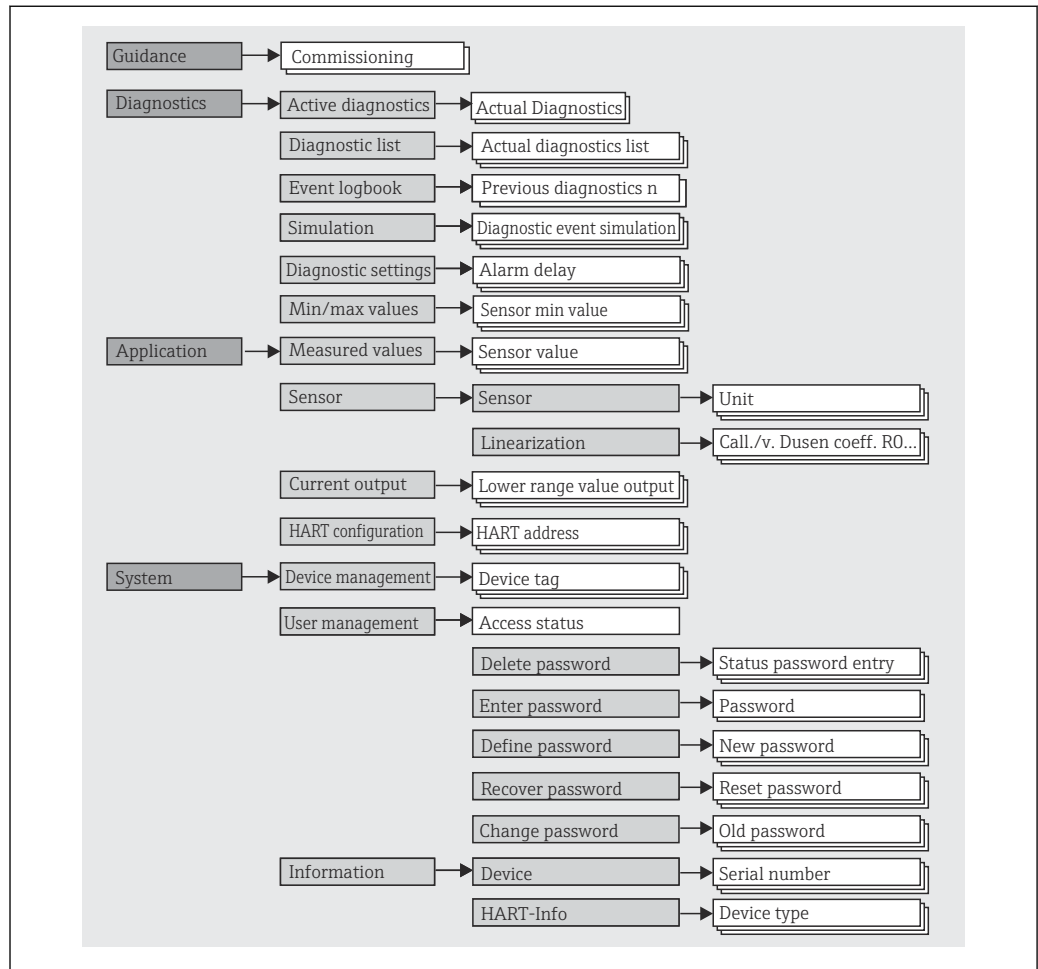 Guidance
Commissioning
Diagnostics
Active diagnostics
Actual Diagnostics
Diagnostic list
Actual diagnostics list
Event logbook
Previous diagnostics n
Simulation
Diagnostic event simulation
Diagnostic settings
Alarm delay
Min/max values
Sensor min value
Application
Measured values
Sensor value
Sensor
Sensor
Unit
Linearization
Call./v. Dusen coeff. R0...
Current output
Lower range value output
HART configuration
HART address
System
Device management
Device tag
User management
Access status
Delete password
Status password entry
Enter password
Password
Define password
New password
Recover password
Reset password
Change password
Old password
Information
Device
Serial number
HART-Info
Device type